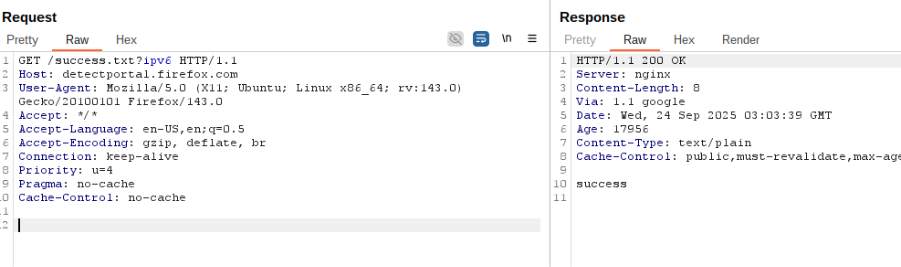 Request
Pretty Raw Hex
\n
1 GET /success.txt?ipv6 HTTP/1.1
2 Host: detectportal.firefox.com
3 User-Agent: Mozilla/5.0 (X11; Ubuntu; Linux x86_64; rv:143.0)
Gecko/20100101 Firefox/143.0
4 Accept: */*
5 Accept-Language: en-US,en;q=0.5
6 Accept-Encoding: gzip, deflate, br
7 Connection: keep-alive
8 Priority: u=4
9 Pragma: no-cache
0 Cache-Control: no-cache
1
2
Response
Pretty Raw Hex Render
1 HTTP/1.1 200 OK
2 Server: nginx
3 Content-Length: 8
4 Via: 1.1 google
5 Date: Wed, 24 Sep 2025 03:03:39 GMT
6 Age: 17956
7 Content-Type: text/plain
8 Cache-Control: public,must-revalidate,max-age
9
10 success
11